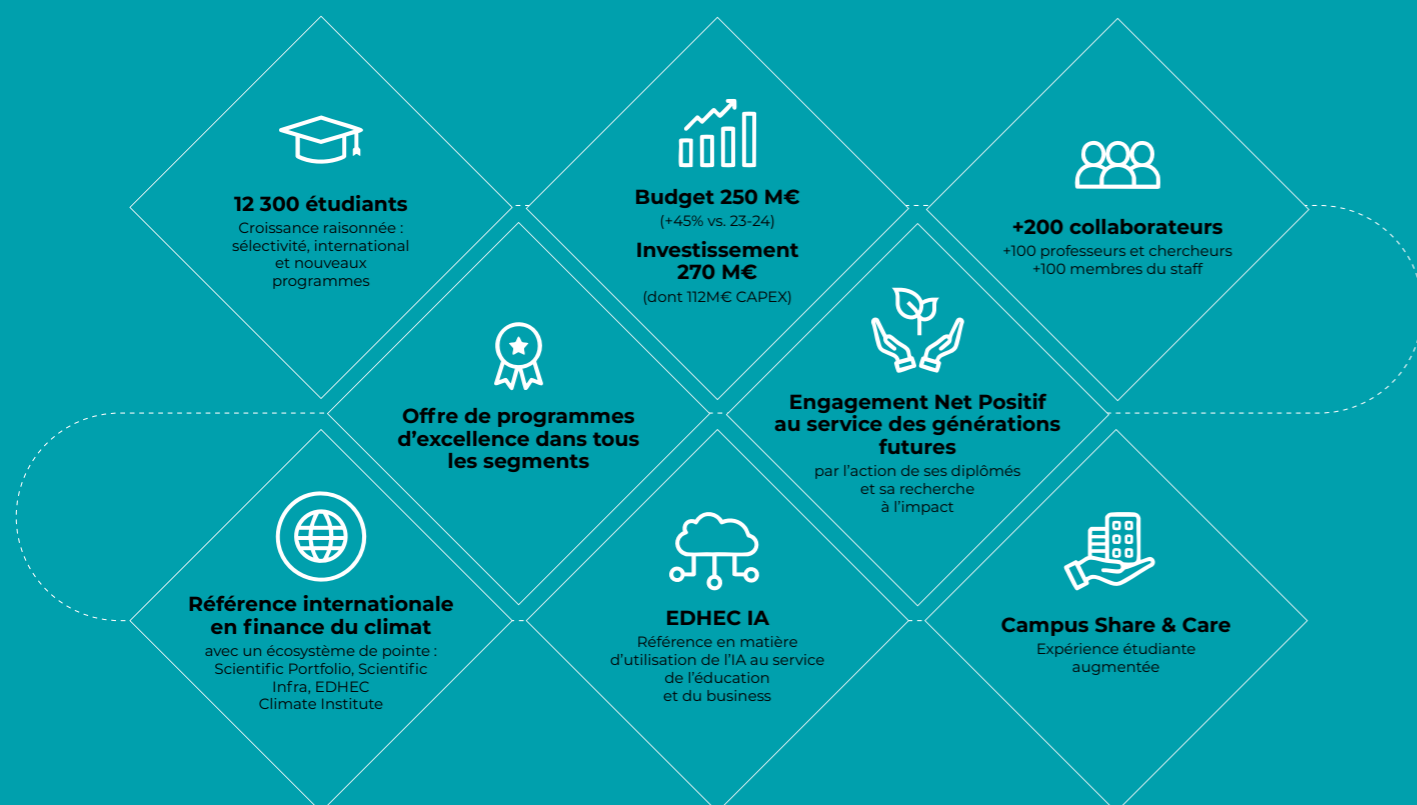 12 300 étudiants
Croissance raisonnée :
sélectivité, international
et nouveaux
programmes
Budget 250 M€
(+45% vs. 23-24)
Investissement
270 M€
(dont 112M€ CAPEX)
+200 collaborateurs
+100 professeurs et chercheurs
+100 membres du staff
Offre de programmes
d’excellence dans tous
les segments
Engagement Net Positif
au service des générations
futures
par l’action de ses diplômés
et sa recherche
à l’impact
Référence internationale
en finance du climat
avec un écosystème de pointe :
Scientific Portfolio, Scientific
Infra, EDHEC
Climate Institute
EDHEC IA
Référence en matière
d’utilisation de l’IA au service
de l’éducation
et du business
Campus Share & Care
Expérience étudiante
augmentée